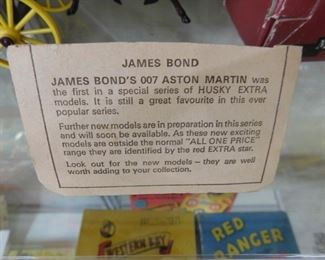 JAMES BOND
JAMES BOND'S 007 ASTON MARTIN was
the first in a special series of HUSKY EXTRA
models. It is still a great favourite in this ever
popular series.
Further new models are in preparation in this series
and will soon be available. As these new exciting
models are outside the normal "ALL ONE PRICE"
range they are identified by the red EXTRA star.
Look out for the new models – they are well
worth adding to your collection.
WESTERN
RED
RANGER